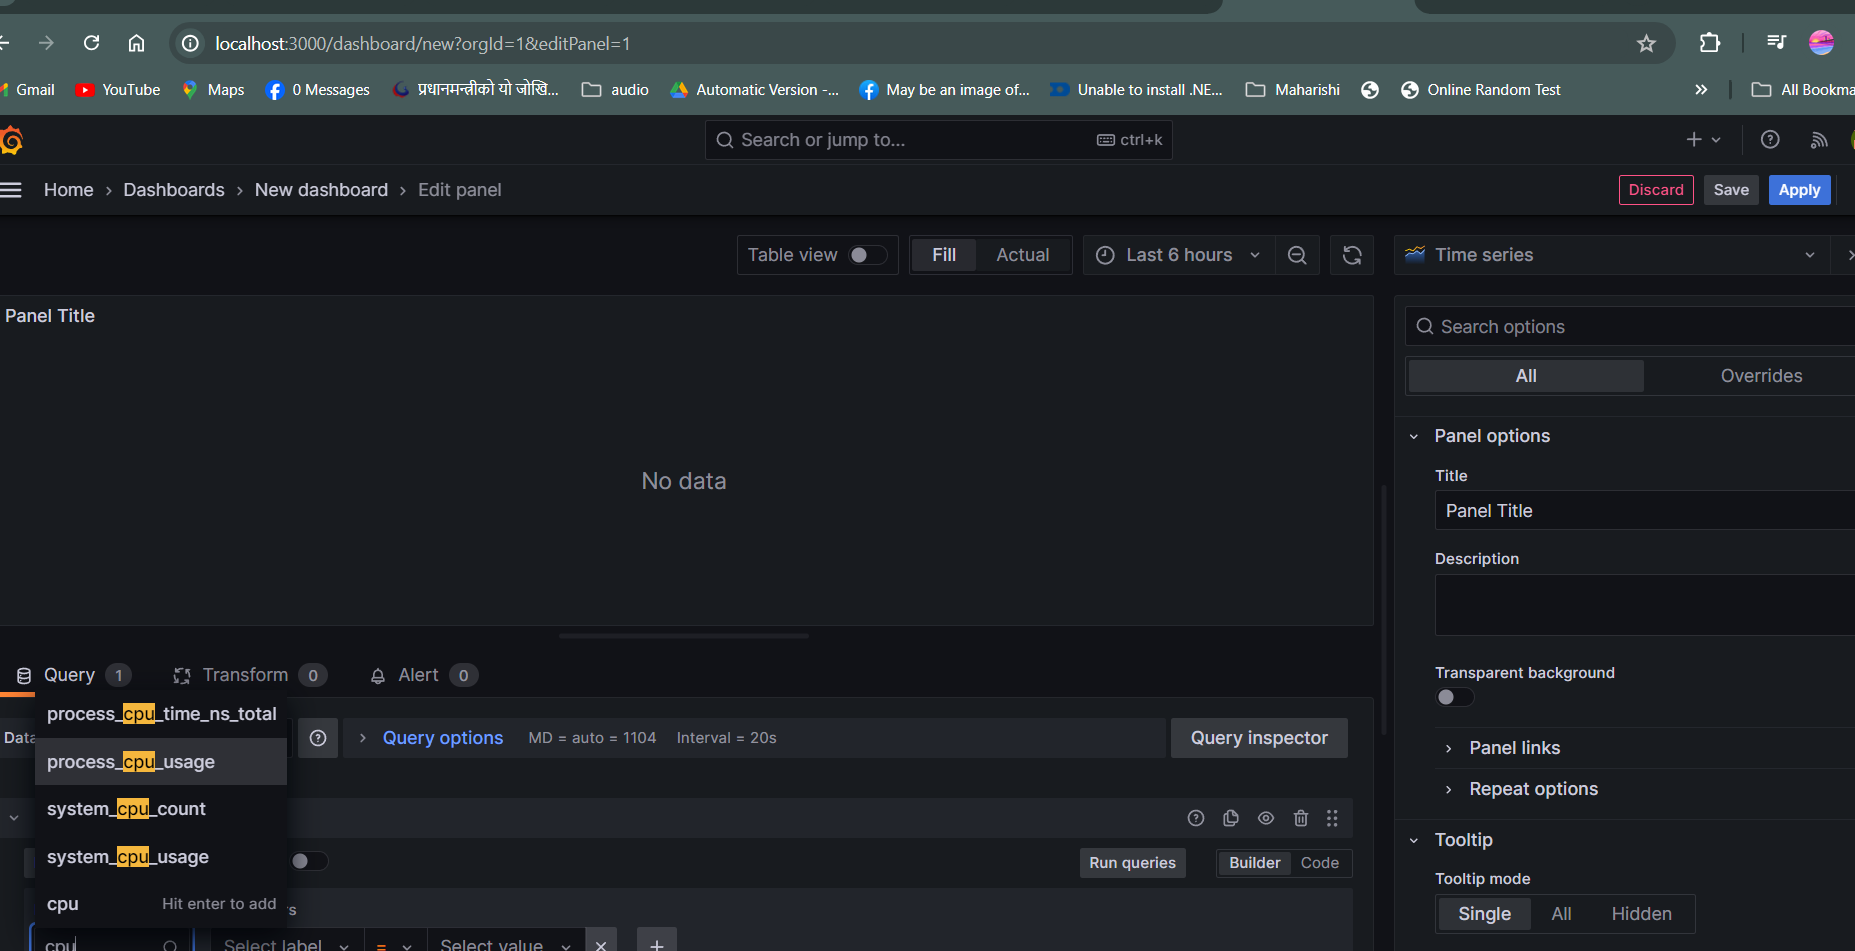 localhost:3000/dashboard/new?orgId=1&editPanel=1
Gmail YouTube Maps 0 Messages प्रधानमन्त्रीको यो जोखि... audio Automatic Version -... May be an image of... Unable to install .NE... Maharishi Online Random Test » All Bookma
Search or jump to... ctrl+k
Home › Dashboards › New dashboard › Edit panel Discard Save Apply
Table view Fill Actual Last 6 hours Time series
Panel Title
Search options
All Overrides
No data
Panel options
Title
Panel Title
Description
Transparent background
Panel links
Repeat options
Tooltip
Tooltip mode
Single All Hidden
Query 1 Transform 0 Alert 0
process_cpu_time_ns_total
Data Query options MD = auto = 1104 Interval = 20s Query inspector
process_cpu_usage
system_cpu_count
system_cpu_usage
Run queries Builder Code
cpu Hit enter to add rs
cpu Select label = Select value × +